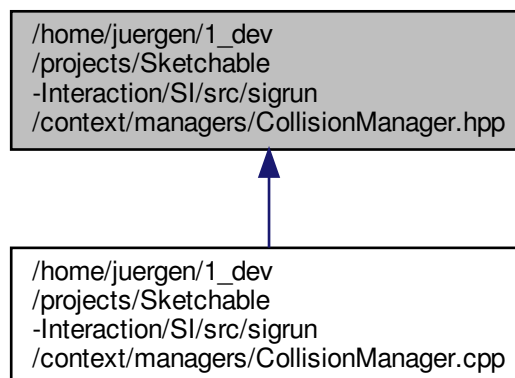 /home/juergen/1_dev
/projects/Sketchable
-Interaction/SI/src/sigrun
/context/managers/CollisionManager.hpp
/home/juergen/1_dev
/projects/Sketchable
-Interaction/SI/src/sigrun
/context/managers/CollisionManager.cpp